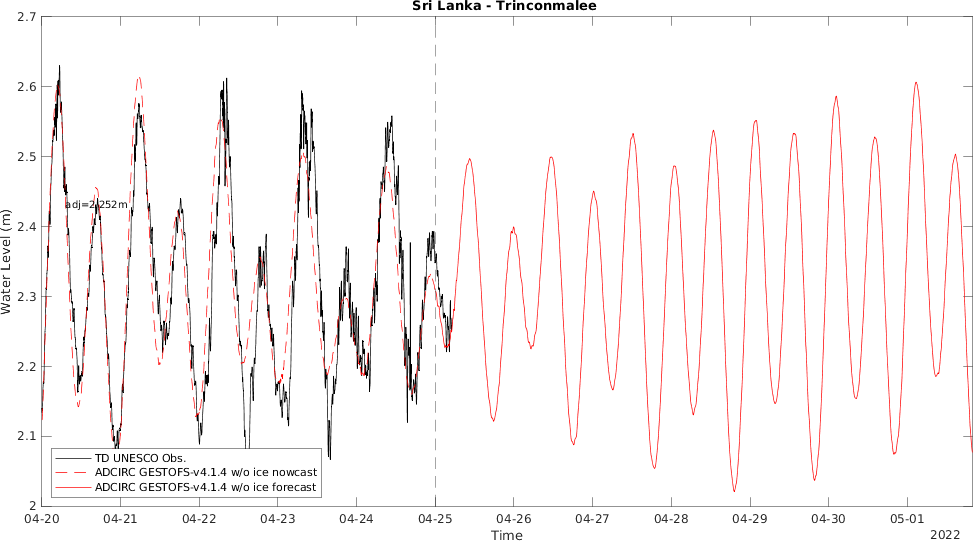 Sri Lanka - Trinconmalee
2.7
2.6
2.5
2.4
2.3
2.2
2.1
2
Water Level (m)
adj=2.252m
TD UNESCO Obs.
ADCIRC GESTOFS-v4.1.4 w/o ice nowcast
ADCIRC GESTOFS-v4.1.4 w/o ice forecast
04-20 04-21 04-22 04-23 04-24 04-25 04-26 04-27 04-28 04-29 04-30 05-01
Time
2022